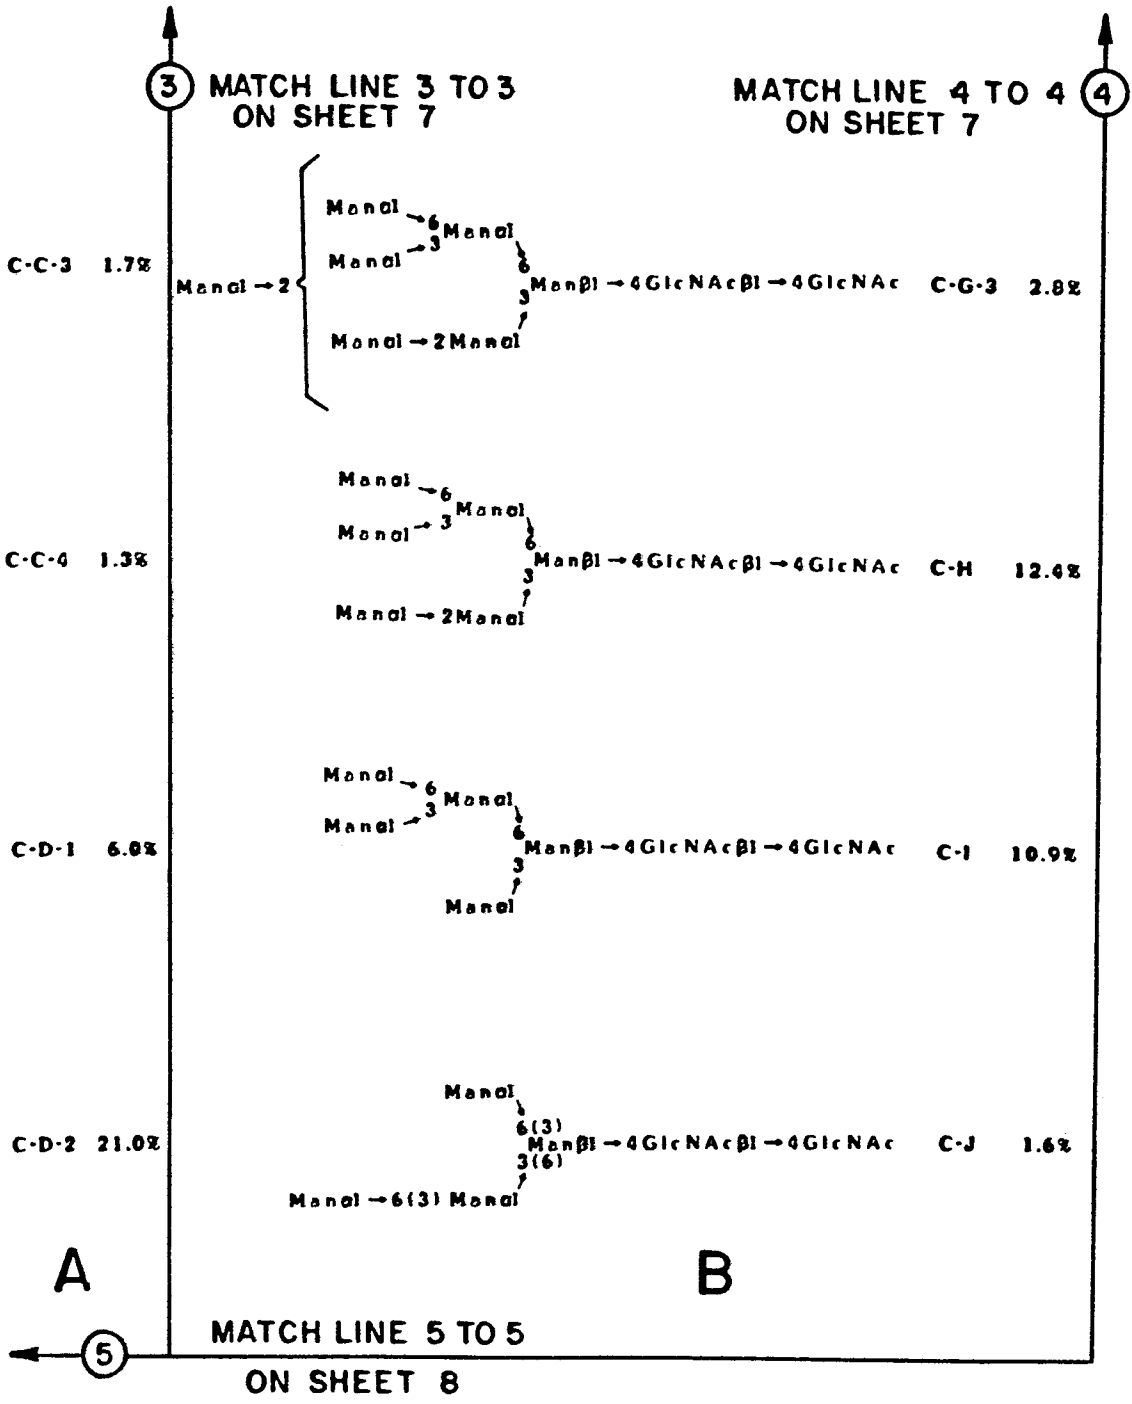 3 MATCH LINE 3 TO 3
ON SHEET 7
MATCH LINE 4 TO 4 4
ON SHEET 7
Manα1 → 6
Manα1
Manα1 → 3
C-C-3 1.7%
Manα1 → 2
6
3
Manβ1 → 4GlcNAcβ1 → 4GlcNAc C-G-3 2.8%
Manα1 → 2Manα1
Manα1 → 6
Manα1
Manα1 → 3
C-C-4 1.3%
6
3
Manβ1 → 4GlcNAcβ1 → 4GlcNAc C-H 12.4%
Manα1 → 2Manα1
Manα1 → 6
Manα1
Manα1 → 3
C-D-1 6.0%
6
3
Manβ1 → 4GlcNAcβ1 → 4GlcNAc C-I 10.9%
Manα1
Manα1
6(3)
C-D-2 21.0%
Manβ1 → 4GlcNAcβ1 → 4GlcNAc C-J 1.6%
3(6)
Manα1 → 6(3) Manα1
A
B
5 MATCH LINE 5 TO 5
ON SHEET 8